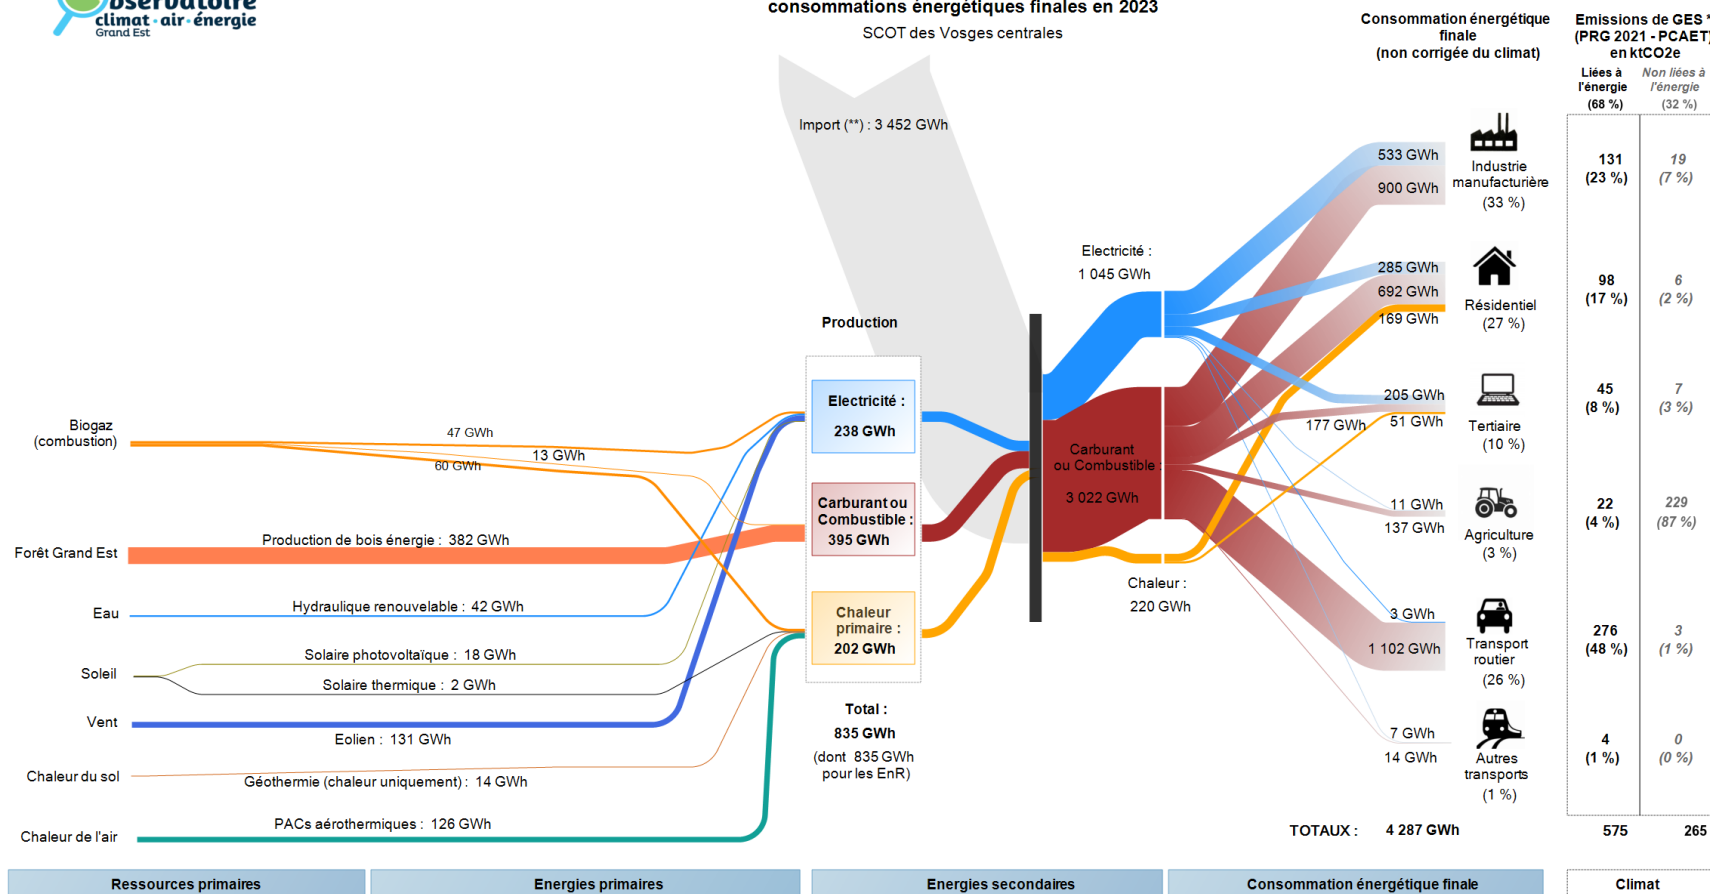 bservatoire
climat · air · énergie
Grand Est
consommations énergétiques finales en 2023
SCOT des Vosges centrales
Consommation énergétique
finale
(non corrigée du climat)
Emissions de GES *
(PRG 2021 - PCAET)
en ktCO2e
Liées à
l'énergie
(68 %)
Non liées à
l'énergie
(32 %)
Import (**) : 3 452 GWh
533 GWh
900 GWh
Industrie
manufacturière
(33 %)
131
(23 %)
19
(7 %)
Electricité :
1 045 GWh
285 GWh
692 GWh
169 GWh
Résidentiel
(27 %)
98
(17 %)
6
(2 %)
Production
Electricité :
238 GWh
205 GWh
177 GWh
51 GWh
Tertiaire
(10 %)
45
(8 %)
7
(3 %)
Biogaz
(combustion)
47 GWh
13 GWh
60 GWh
Carburant
ou Combustible :
3 022 GWh
Carburant ou
Combustible :
395 GWh
11 GWh
137 GWh
Agriculture
(3 %)
22
(4 %)
229
(87 %)
Forêt Grand Est
Production de bois énergie : 382 GWh
Chaleur :
220 GWh
Eau
Hydraulique renouvelable : 42 GWh
Chaleur
primaire :
202 GWh
3 GWh
1 102 GWh
Transport
routier
(26 %)
276
(48 %)
3
(1 %)
Soleil
Solaire photovoltaïque : 18 GWh
Solaire thermique : 2 GWh
Vent
Eolien : 131 GWh
Total :
835 GWh
(dont 835 GWh
pour les EnR)
7 GWh
14 GWh
Autres
transports
(1 %)
4
(1 %)
0
(0 %)
Chaleur du sol
Géothermie (chaleur uniquement) : 14 GWh
Chaleur de l'air
PACs aérothermiques : 126 GWh
TOTAUX : 4 287 GWh
575
265
Ressources primaires
Energies primaires
Energies secondaires
Consommation énergétique finale
Climat